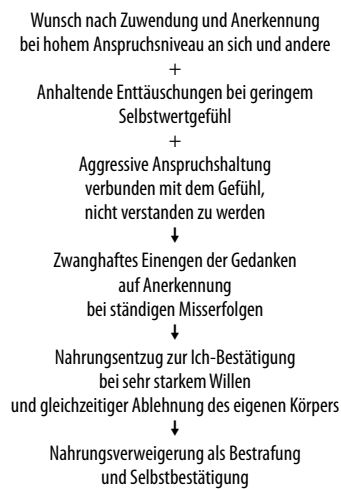 Wunsch nach Zuwendung und Anerkennung
bei hohem Anspruchsniveau an sich und andere
+
Anhaltende Enttäuschungen bei geringem
Selbstwertgefühl
+
Aggressive Anspruchshaltung
verbunden mit dem Gefühl,
nicht verstanden zu werden
↓
Zwanghaftes Einengen der Gedanken
auf Anerkennung
bei ständigen Misserfolgen
↓
Nahrungsentzug zur Ich-Bestätigung
bei sehr starkem Willen
und gleichzeitiger Ablehnung des eigenen Körpers
↓
Nahrungsverweigerung als Bestrafung
und Selbstbestätigung